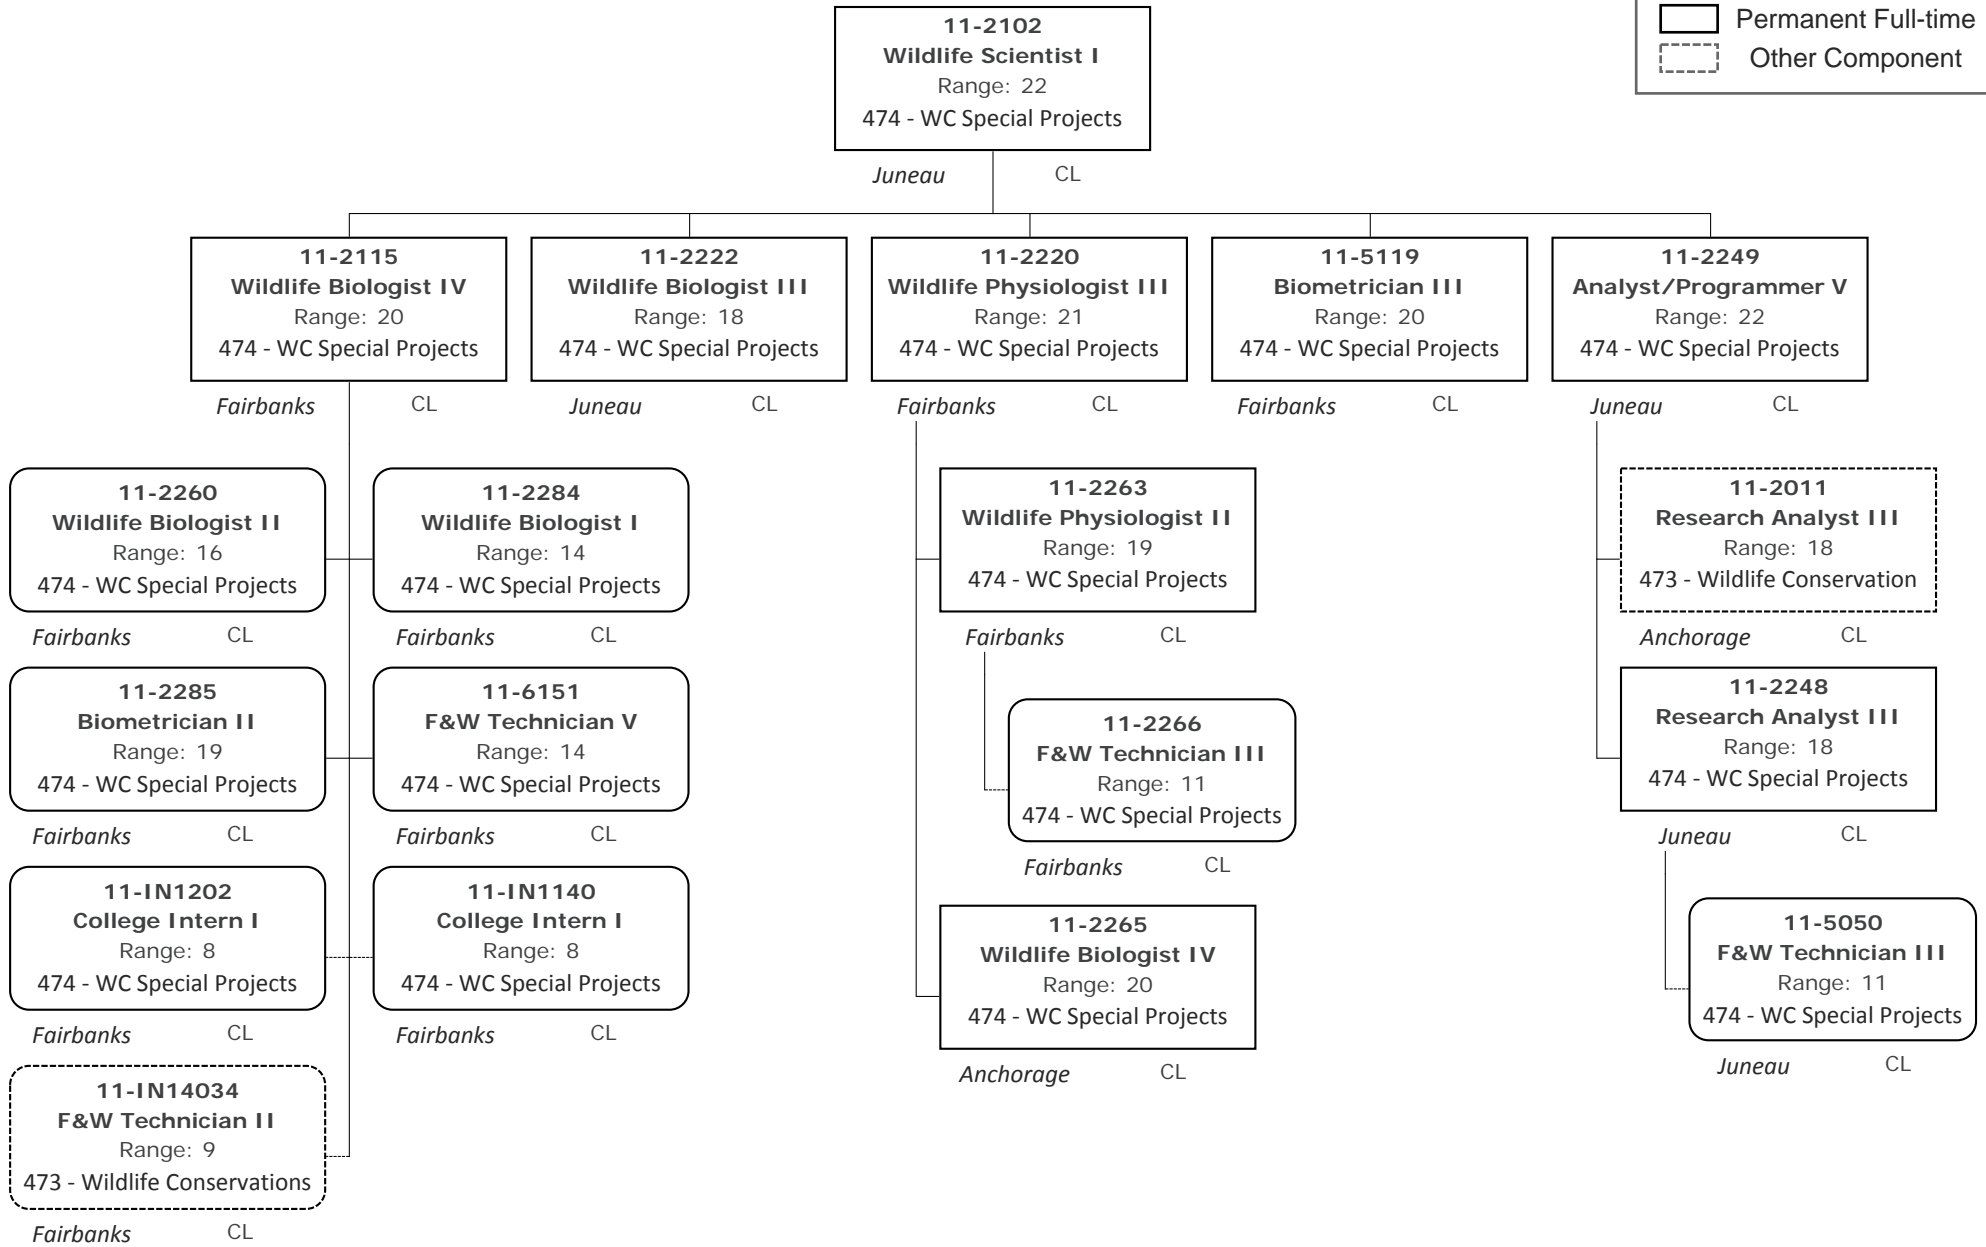 Permanent Full-time
Other Component
11-2102
Wildlife Scientist I
Range: 22
474 - WC Special Projects
Juneau CL
11-2115
Wildlife Biologist IV
Range: 20
474 - WC Special Projects
Fairbanks CL
11-2222
Wildlife Biologist III
Range: 18
474 - WC Special Projects
Juneau CL
11-2220
Wildlife Physiologist III
Range: 21
474 - WC Special Projects
Fairbanks CL
11-5119
Biometrician III
Range: 20
474 - WC Special Projects
Fairbanks CL
11-2249
Analyst/Programmer V
Range: 22
474 - WC Special Projects
Juneau CL
11-2260
Wildlife Biologist II
Range: 16
474 - WC Special Projects
Fairbanks CL
11-2284
Wildlife Biologist I
Range: 14
474 - WC Special Projects
Fairbanks CL
11-2285
Biometrician II
Range: 19
474 - WC Special Projects
Fairbanks CL
11-6151
F&W Technician V
Range: 14
474 - WC Special Projects
Fairbanks CL
11-IN1202
College Intern I
Range: 8
474 - WC Special Projects
Fairbanks CL
11-IN1140
College Intern I
Range: 8
474 - WC Special Projects
Fairbanks CL
11-IN14034
F&W Technician II
Range: 9
473 - Wildlife Conservations
Fairbanks CL
11-2263
Wildlife Physiologist II
Range: 19
474 - WC Special Projects
Fairbanks CL
11-2266
F&W Technician III
Range: 11
474 - WC Special Projects
Fairbanks CL
11-2265
Wildlife Biologist IV
Range: 20
474 - WC Special Projects
Anchorage CL
11-2011
Research Analyst III
Range: 18
473 - Wildlife Conservation
Anchorage CL
11-2248
Research Analyst III
Range: 18
474 - WC Special Projects
Juneau CL
11-5050
F&W Technician III
Range: 11
474 - WC Special Projects
Juneau CL